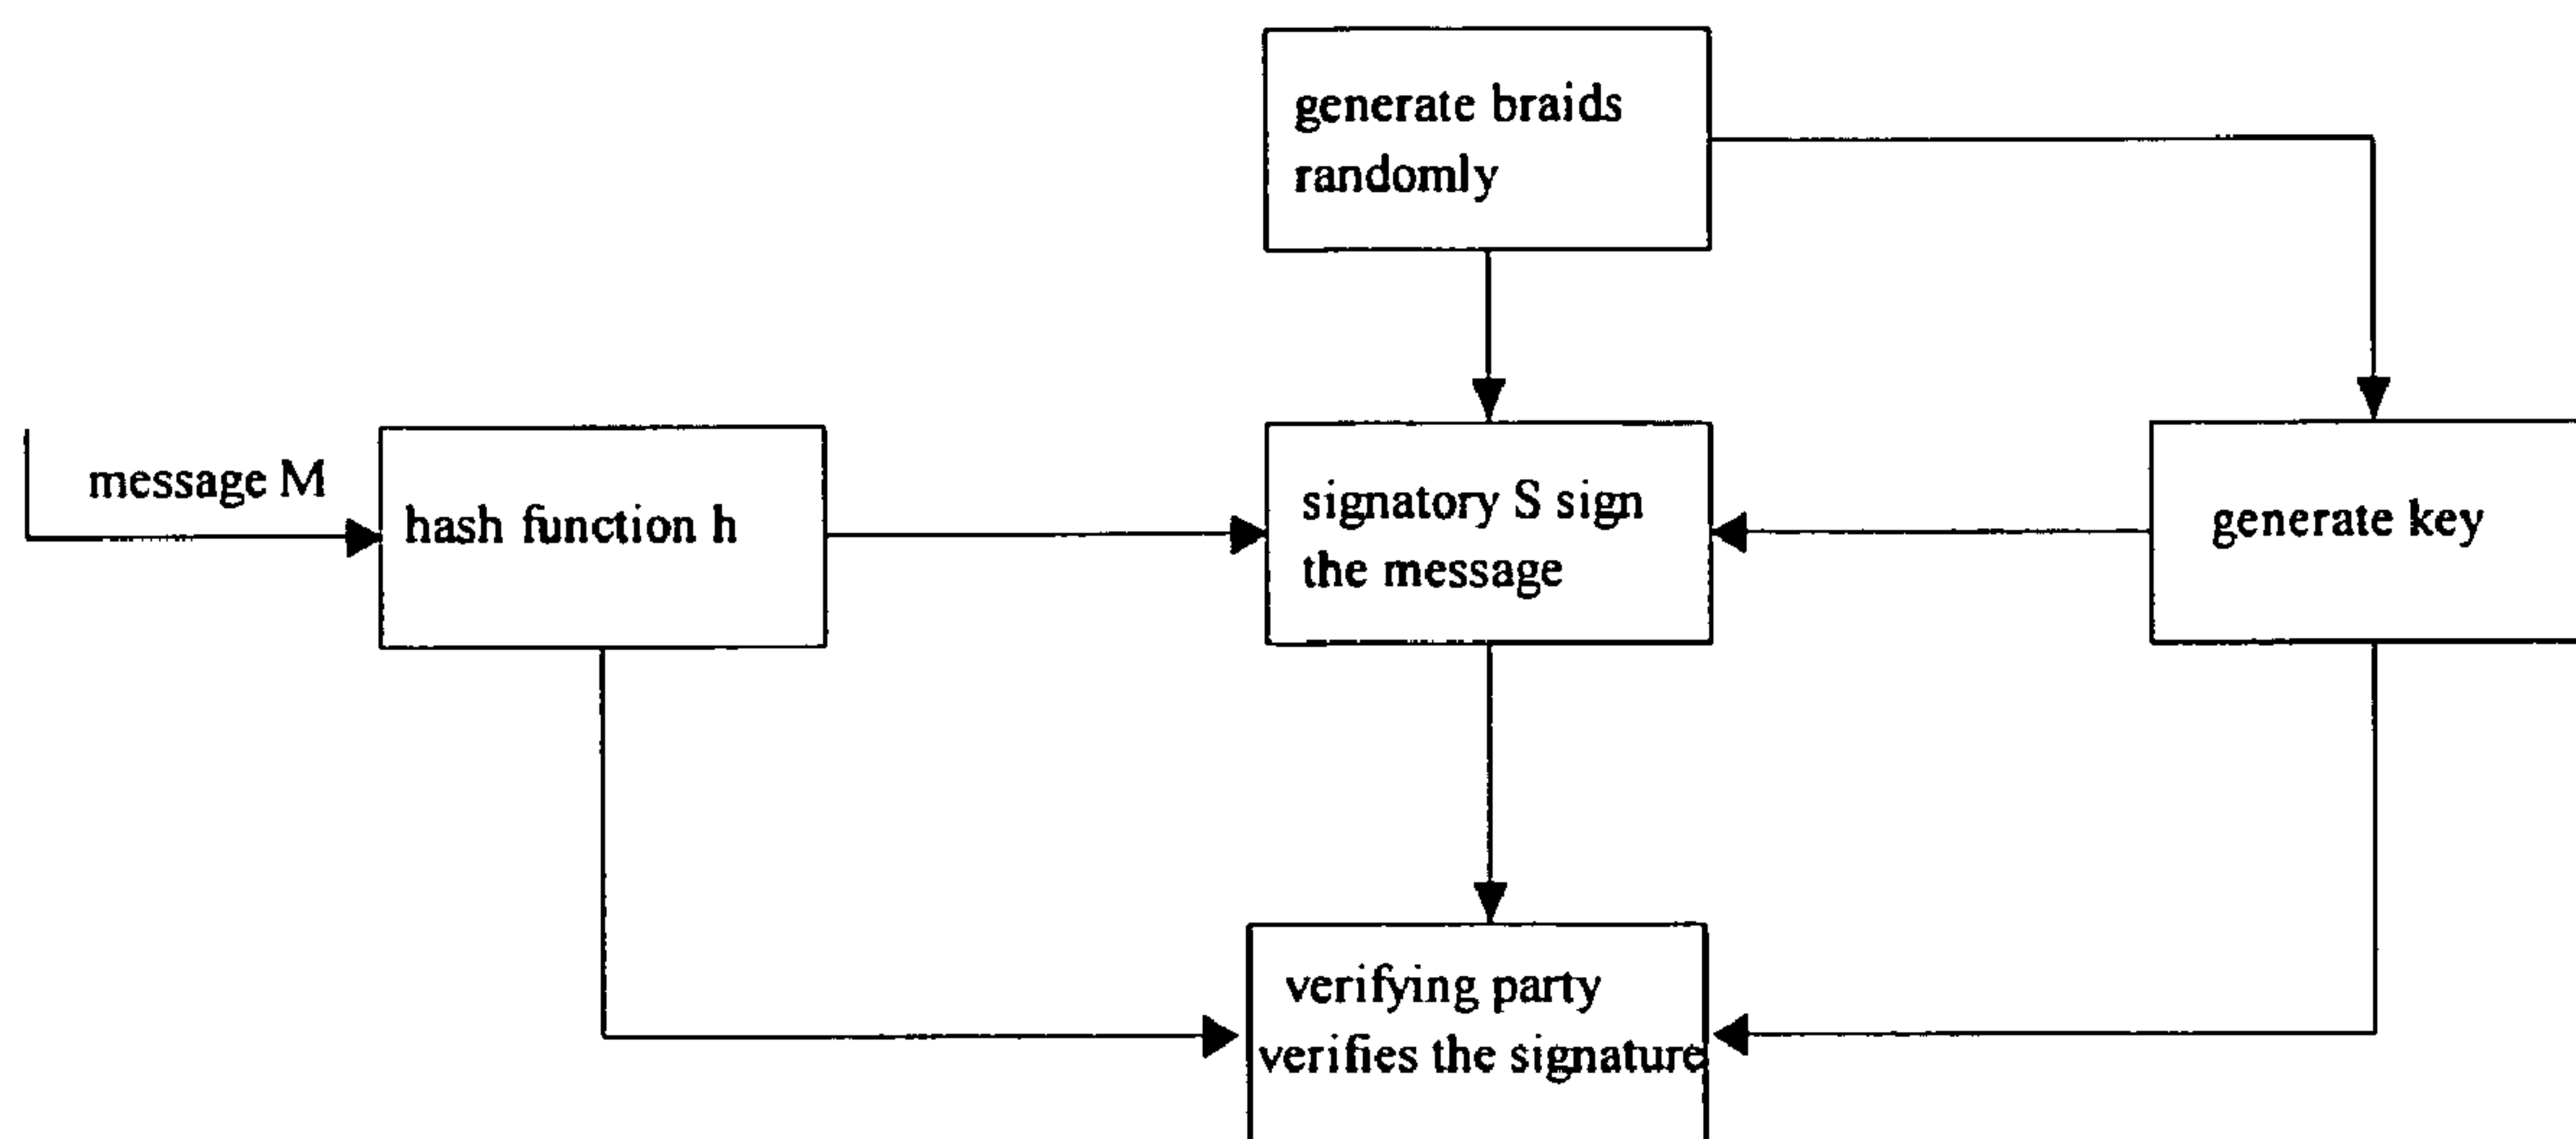 generate braids
randomly
message M
hash function h
signatory S sign
the message
generate key
verifying party
verifies the signature